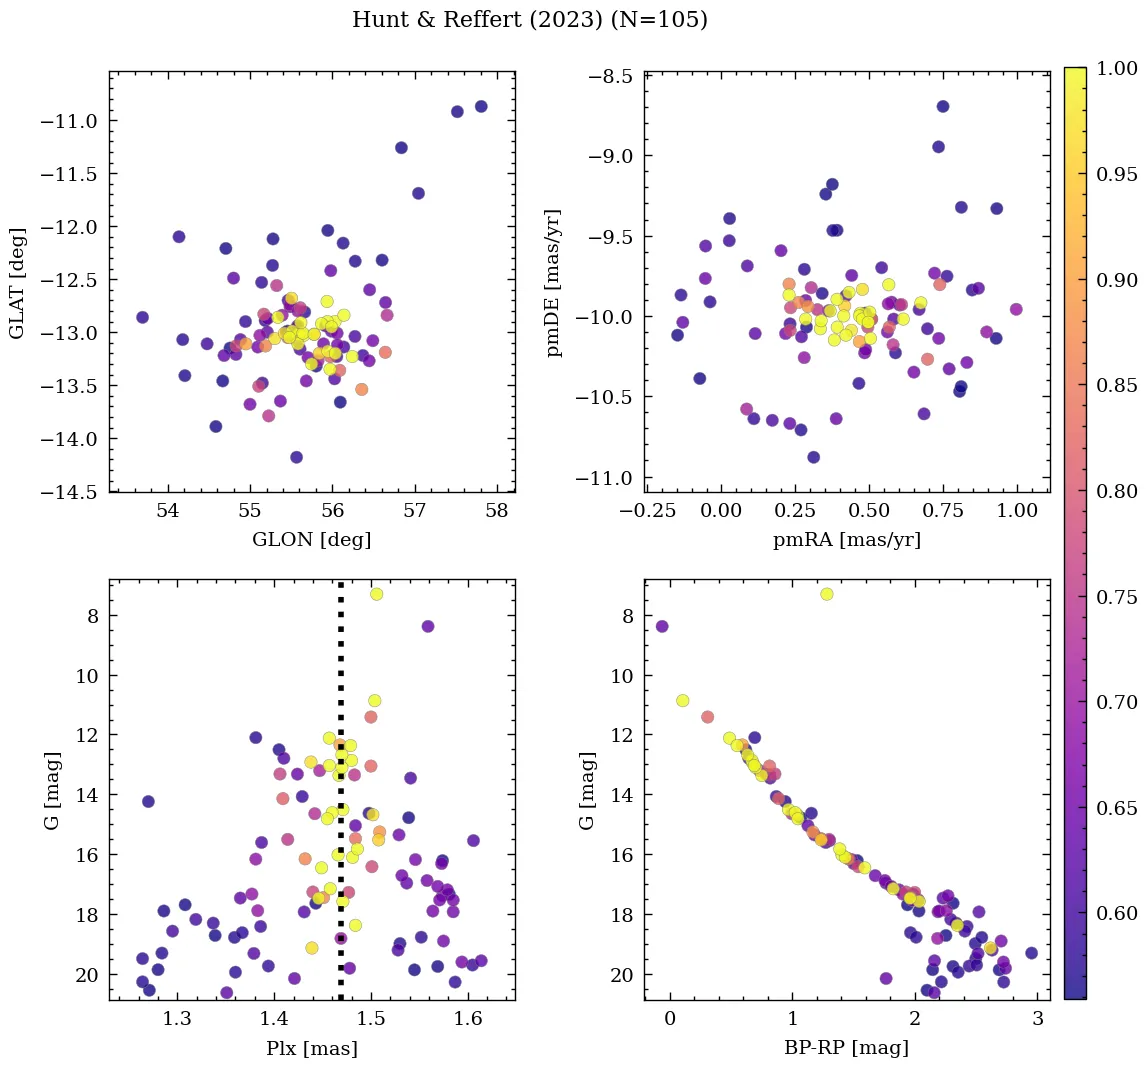 Hunt & Reffert (2023) (N=105)
−11.0
−11.5
−12.0
−12.5
−13.0
−13.5
−14.0
−14.5
GLAT [deg]
54 55 56 57 58
GLON [deg]
−8.5
−9.0
−9.5
−10.0
−10.5
−11.0
pmDE [mas/yr]
−0.25 0.00 0.25 0.50 0.75 1.00
pmRA [mas/yr]
8
10
12
14
16
18
20
G [mag]
1.3 1.4 1.5 1.6
Plx [mas]
8
10
12
14
16
18
20
G [mag]
0 1 2 3
BP-RP [mag]
1.00
0.95
0.90
0.85
0.80
0.75
0.70
0.65
0.60